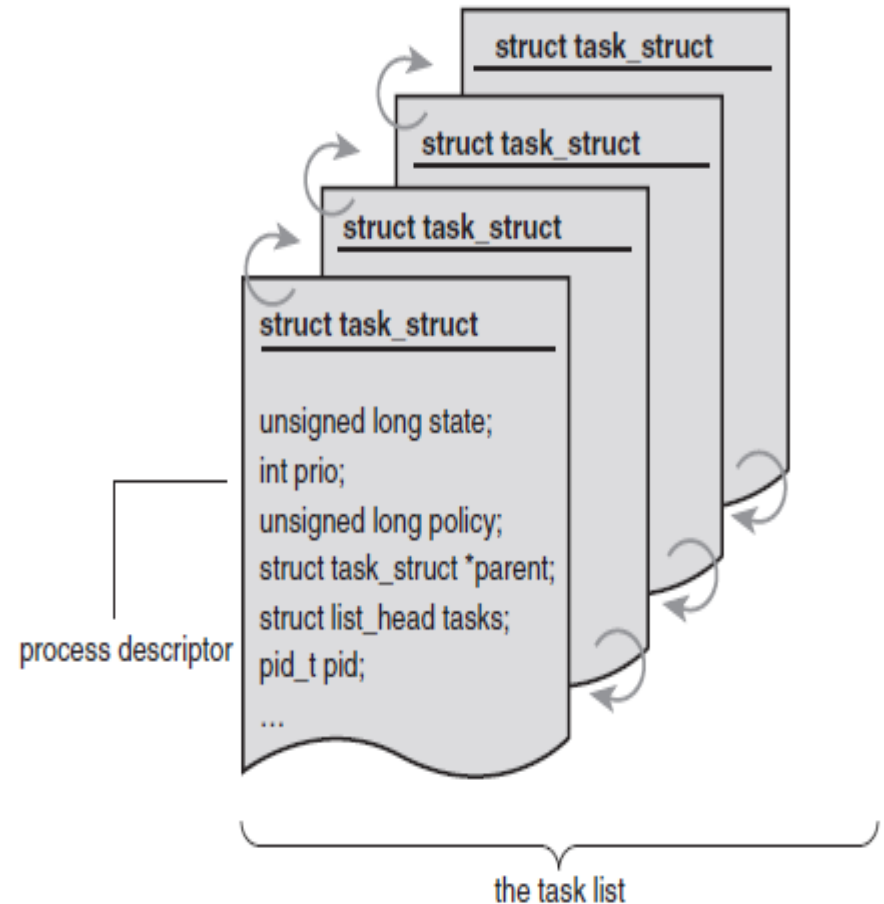 struct task_struct
struct task_struct
struct task_struct
struct task_struct
unsigned long state;
int prio;
unsigned long policy;
struct task_struct *parent;
struct list_head tasks;
process descriptor
pid_t pid;
...
the task list